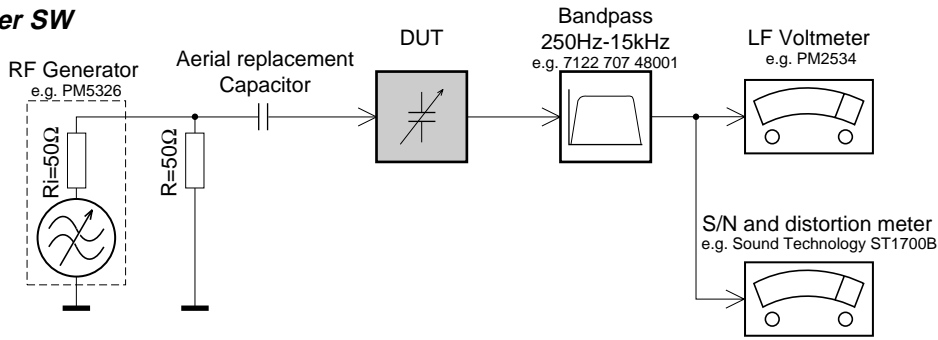 er SW
RF Generator
e.g. PM5326
Ri=50Ω
R=50Ω
Aerial replacement
Capacitor
DUT
Bandpass
250Hz-15kHz
e.g. 7122 707 48001
LF Voltmeter
e.g. PM2534
S/N and distortion meter
e.g. Sound Technology ST1700B